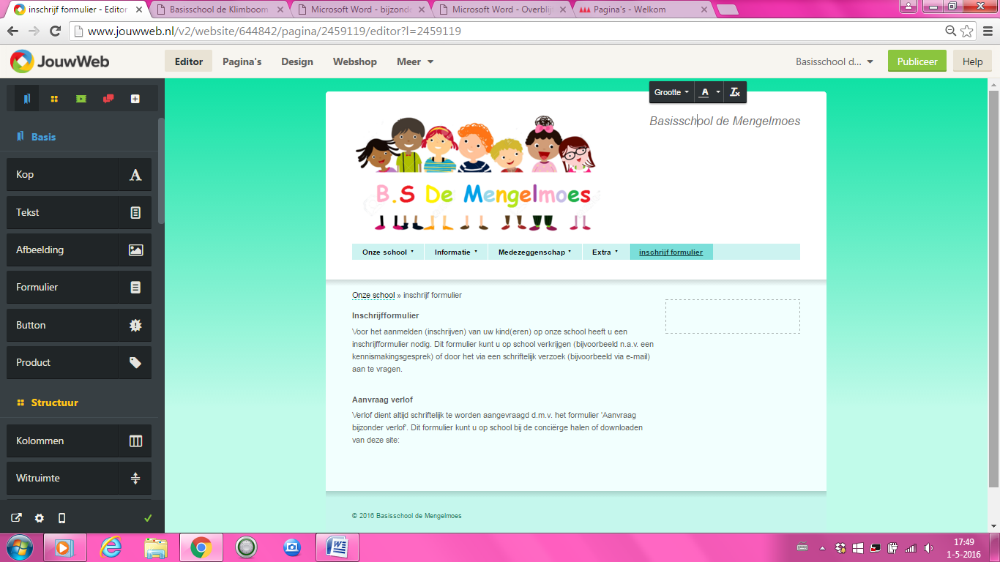 inschrijf formulier - Editor
Basisschool de Klimboom
Microsoft Word - bijzonde
Microsoft Word - Overblij
Pagina's - Welkom
www.jouwweb.nl/v2/website/644842/pagina/2459119/editor?l=2459119
JouwWeb
Editor
Pagina's
Design
Webshop
Meer
Basisschool d...
Publiceer
Help
Basis
Kop
Tekst
Afbeelding
Formulier
Button
Product
Structuur
Kolommen
Witruimte
Grootte
A
Basisschool de Mengelmoes
B.S De Mengelmoes
Onze school
Informatie
Medezeggenschap
Extra
inschrijf formulier
Onze school » inschrijf formulier
Inschrijfformulier
Voor het aanmelden (inschrijven) van uw kind(eren) op onze school heeft u een
inschrijfformulier nodig. Dit formulier kunt u op school verkrijgen (bijvoorbeeld n.a.v. een
kennismakingsgesprek) of door het via een schriftelijk verzoek (bijvoorbeeld via e-mail)
aan te vragen.
Aanvraag verlof
Verlof dient altijd schriftelijk te worden aangevraagd d.m.v. het formulier 'Aanvraag
bijzonder verlof'. Dit formulier kunt u op school bij de conciërge halen of downloaden
van deze site:
© 2016 Basisschool de Mengelmoes
17:49
1-5-2016